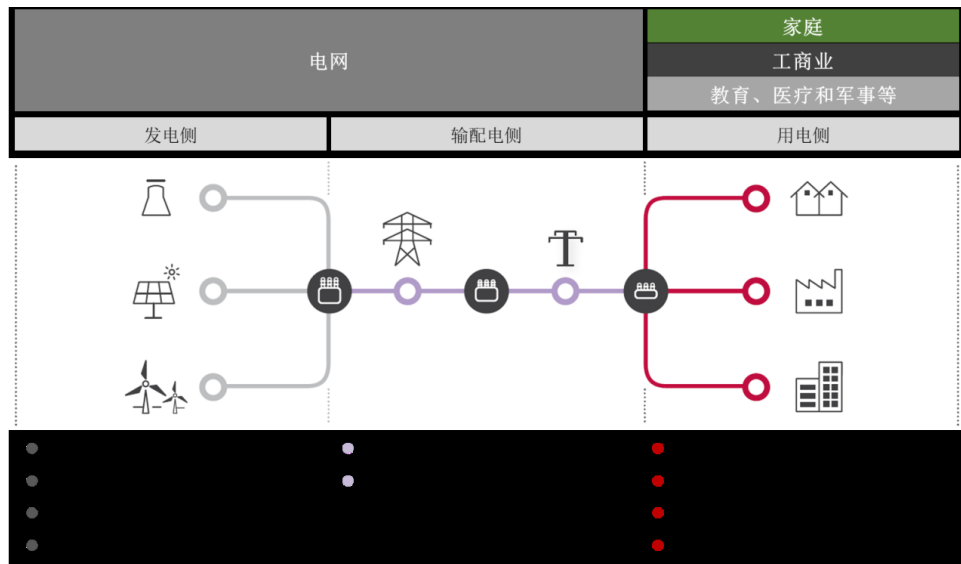 电网
家庭
工商业
教育、医疗和军事等
发电侧
输配电侧
用电侧